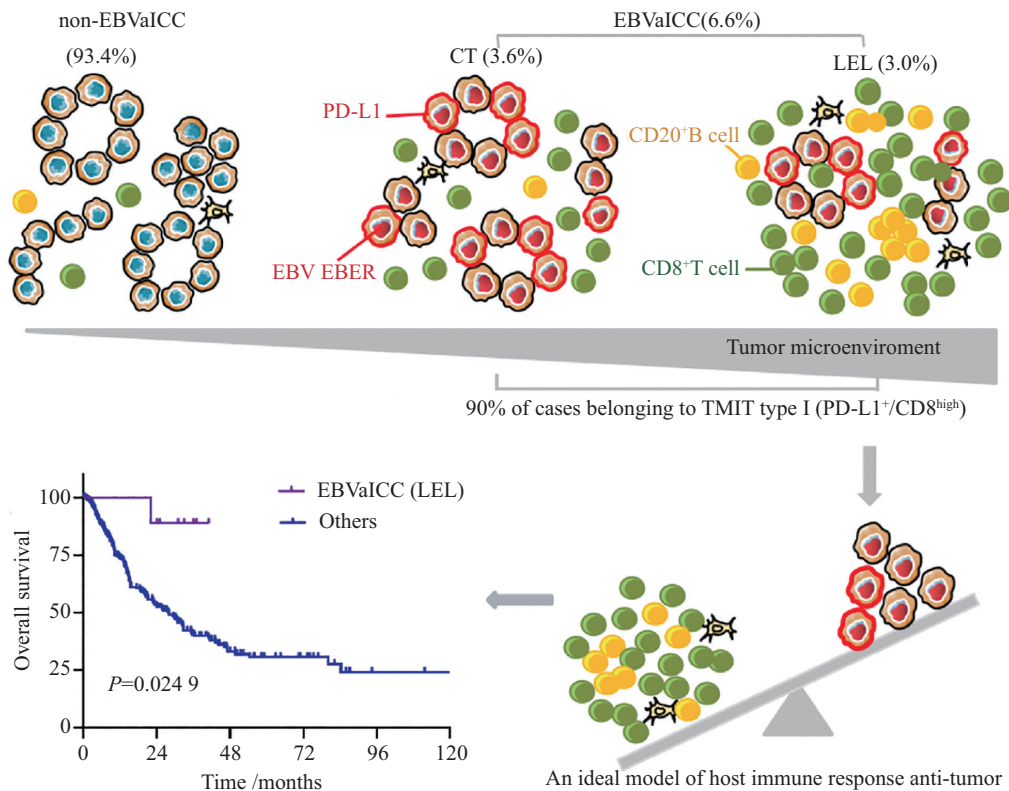 non-EBVaICC
(93.4%)
EBVaICC(6.6%)
CT (3.6%)
LEL (3.0%)
PD-L1
EBV EBER
CD20⁺B cell
CD8⁺T cell
Tumor microenviroment
90% of cases belonging to TMIT type I (PD-L1⁺/CD8ʰⁱᵍʰ)
EBVaICC (LEL)
Others
Overall survival
100
75
50
25
0
P=0.024 9
0 24 48 72 96 120
Time /months
An ideal model of host immune response anti-tumor